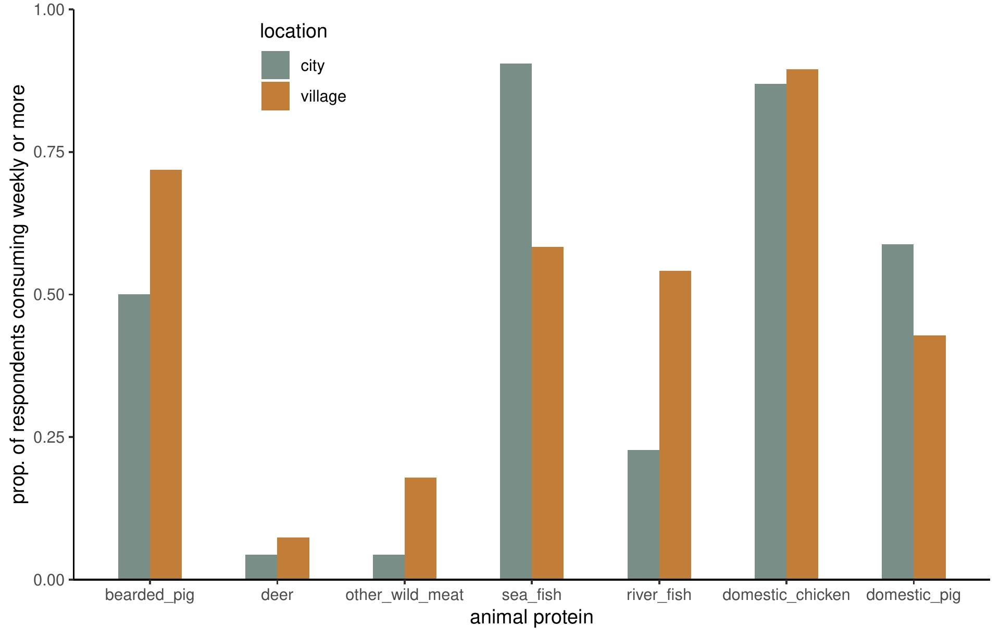 location
city
village
prop. of respondents consuming weekly or more
1.00
0.75
0.50
0.25
0.00
bearded_pig deer other_wild_meat sea_fish river_fish domestic_chicken domestic_pig
animal protein